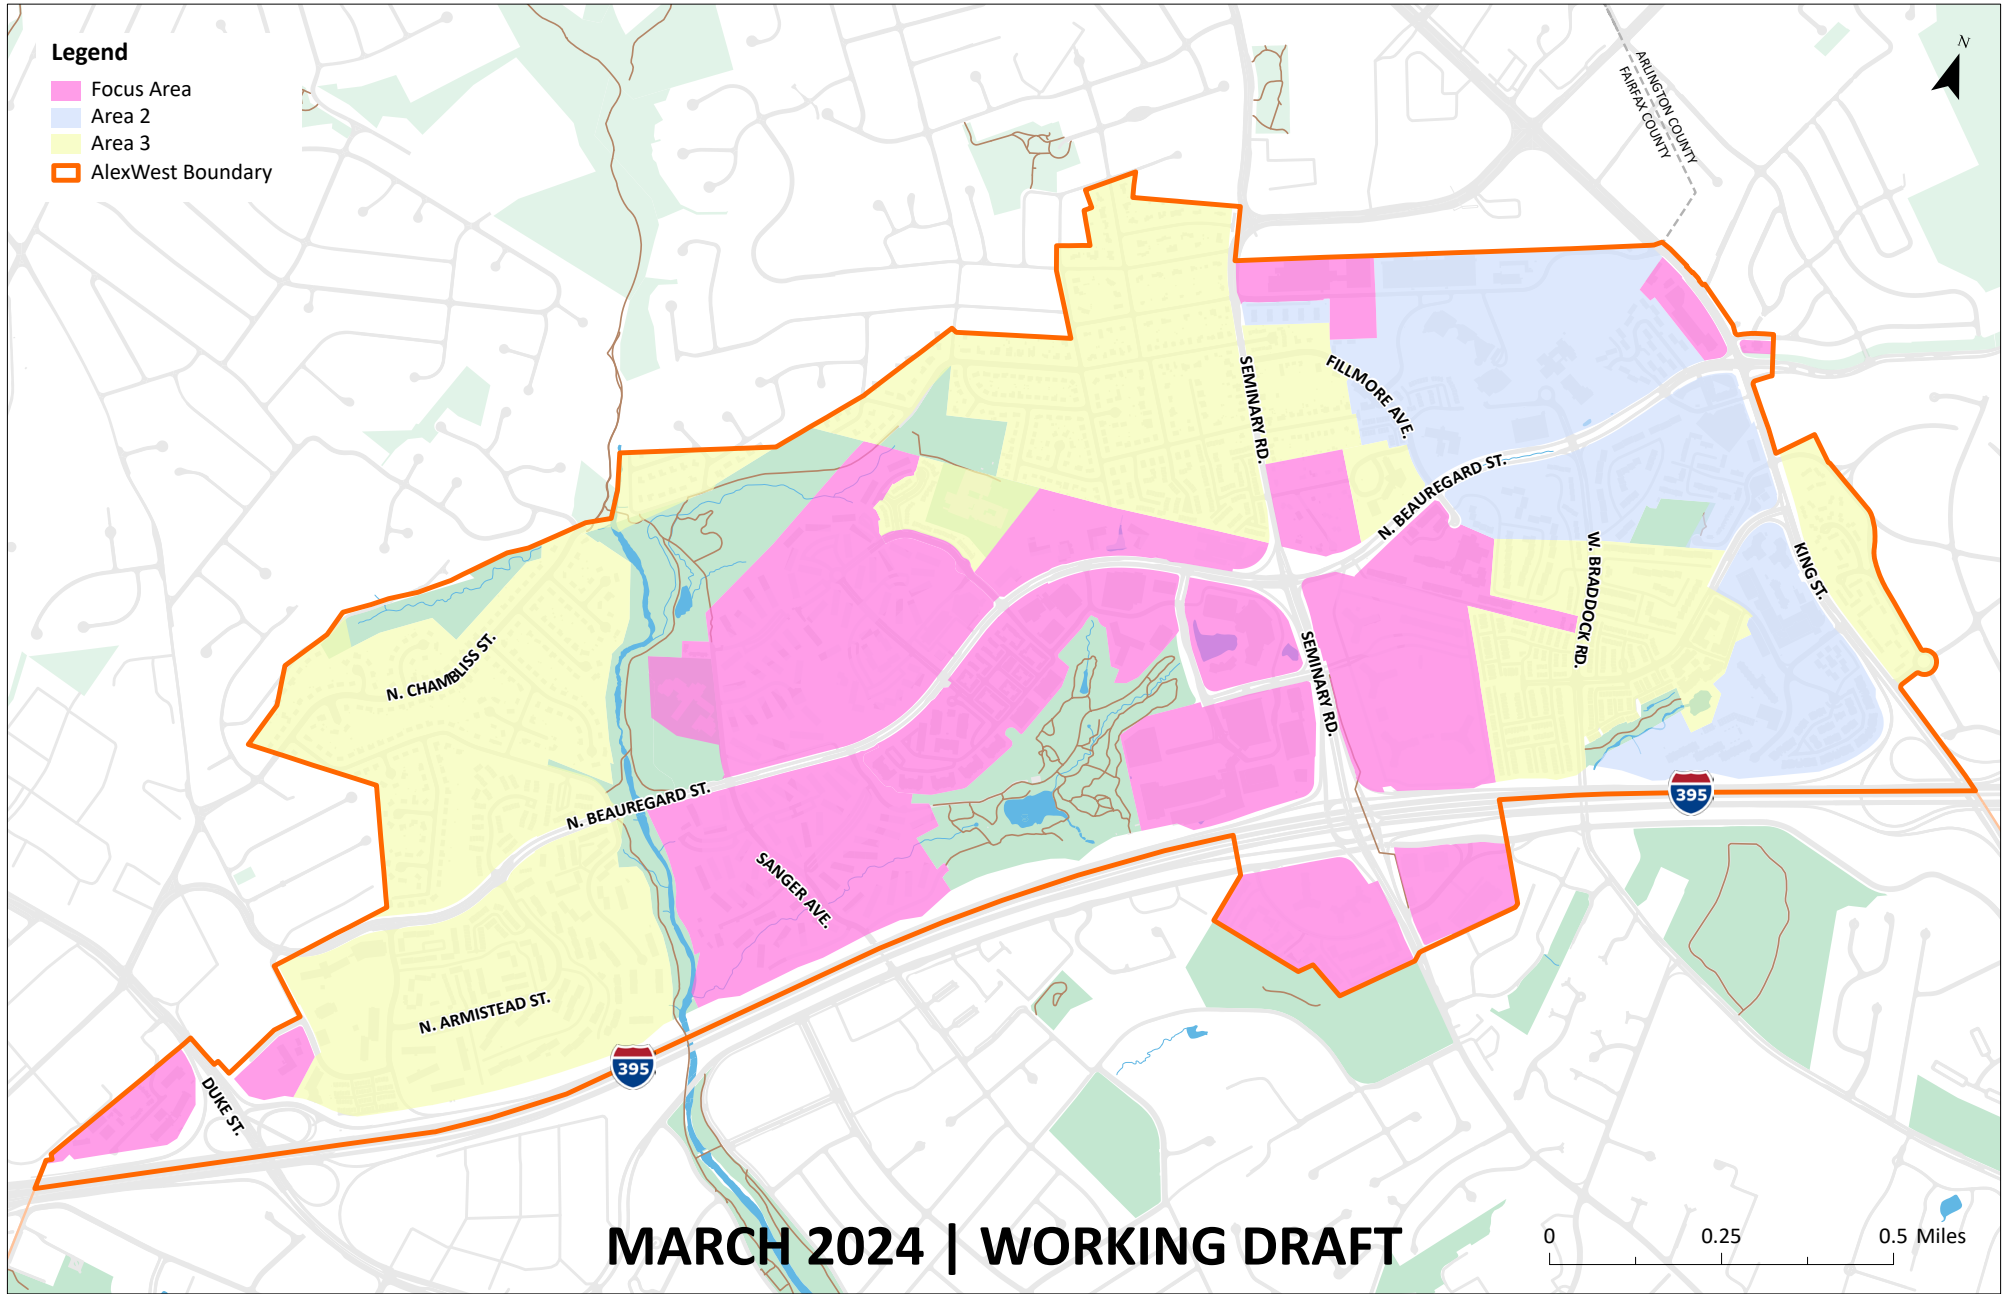 Legend
Focus Area
Area 2
Area 3
AlexWest Boundary
N
ARLINGTON COUNTY
FAIRFAX COUNTY
SEMINARY RD.
FILLMORE AVE.
N. BEAUREGARD ST.
W. BRADDOCK RD.
KING ST.
N. CHAMBLISS ST.
SEMINARY RD.
N. BEAUREGARD ST.
395
SANGER AVE.
N. ARMISTEAD ST.
395
DUKE ST.
MARCH 2024 | WORKING DRAFT
0 0.25 0.5 Miles